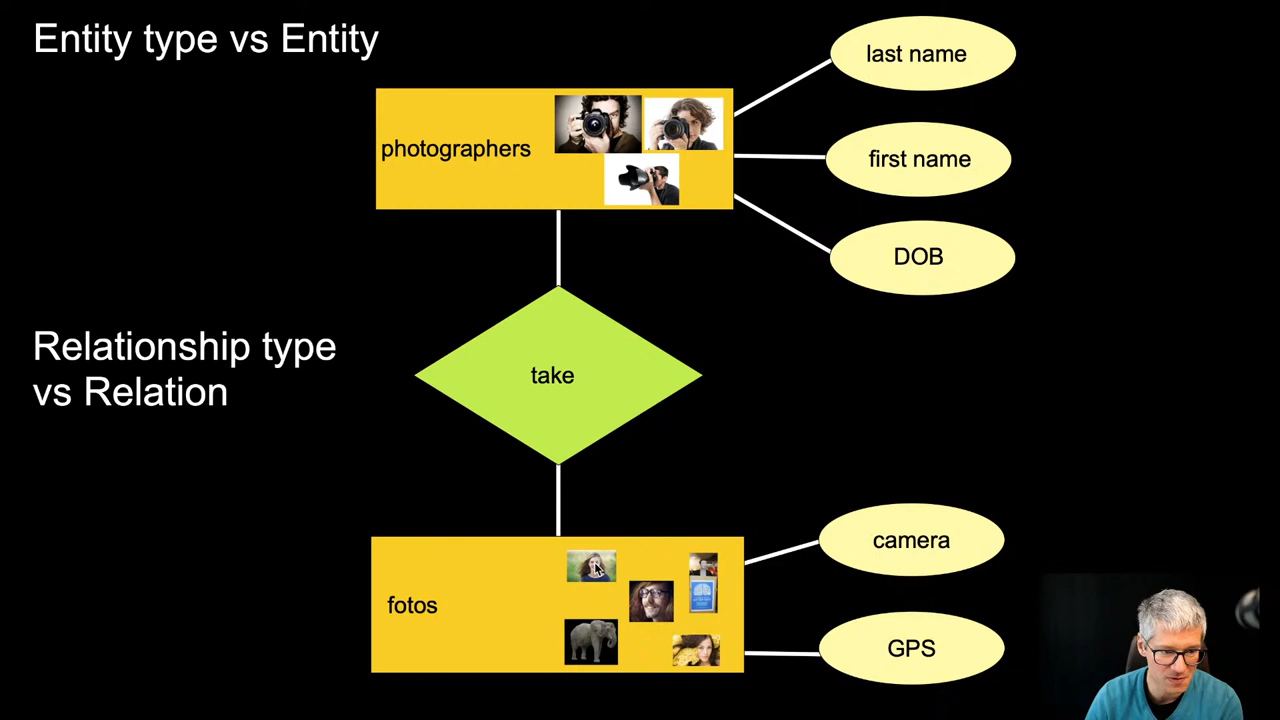 Entity type vs Entity
last name
photographers
first name
DOB
Relationship type
vs Relation
take
camera
fotos
GPS